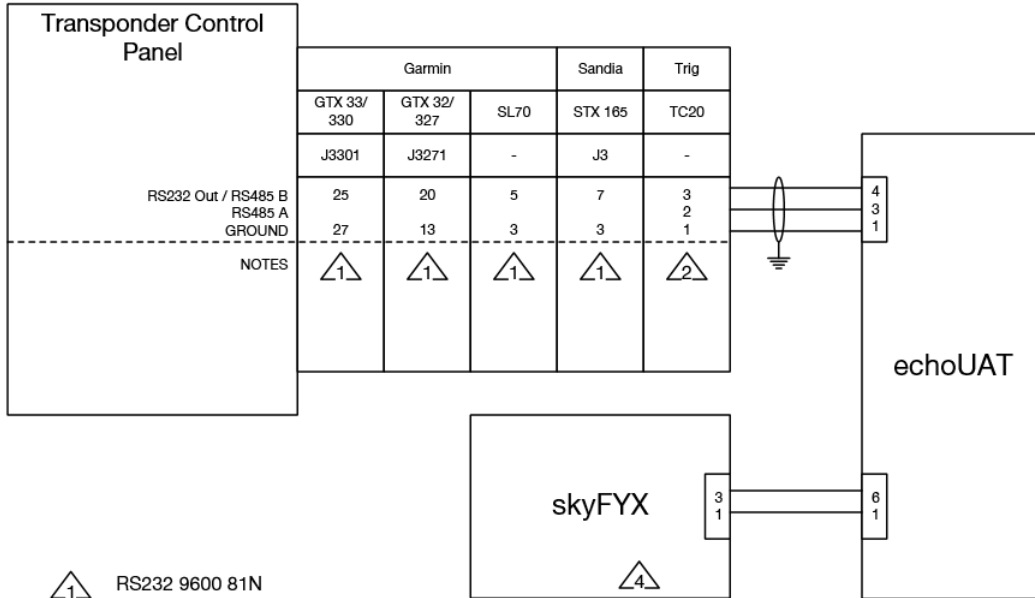 Transponder Control
Panel
Garmin
Sandia
Trig
GTX 33/
330
GTX 32/
327
SL70
STX 165
TC20
J3301
J3271
-
J3
-
RS232 Out / RS485 B
25
20
5
7
3
4
RS485 A
2
3
GROUND
27
13
3
3
1
1
NOTES
1
1
1
1
2
echoUAT
skyFYX
3
1
6
1
4
1
RS232 9600 81N